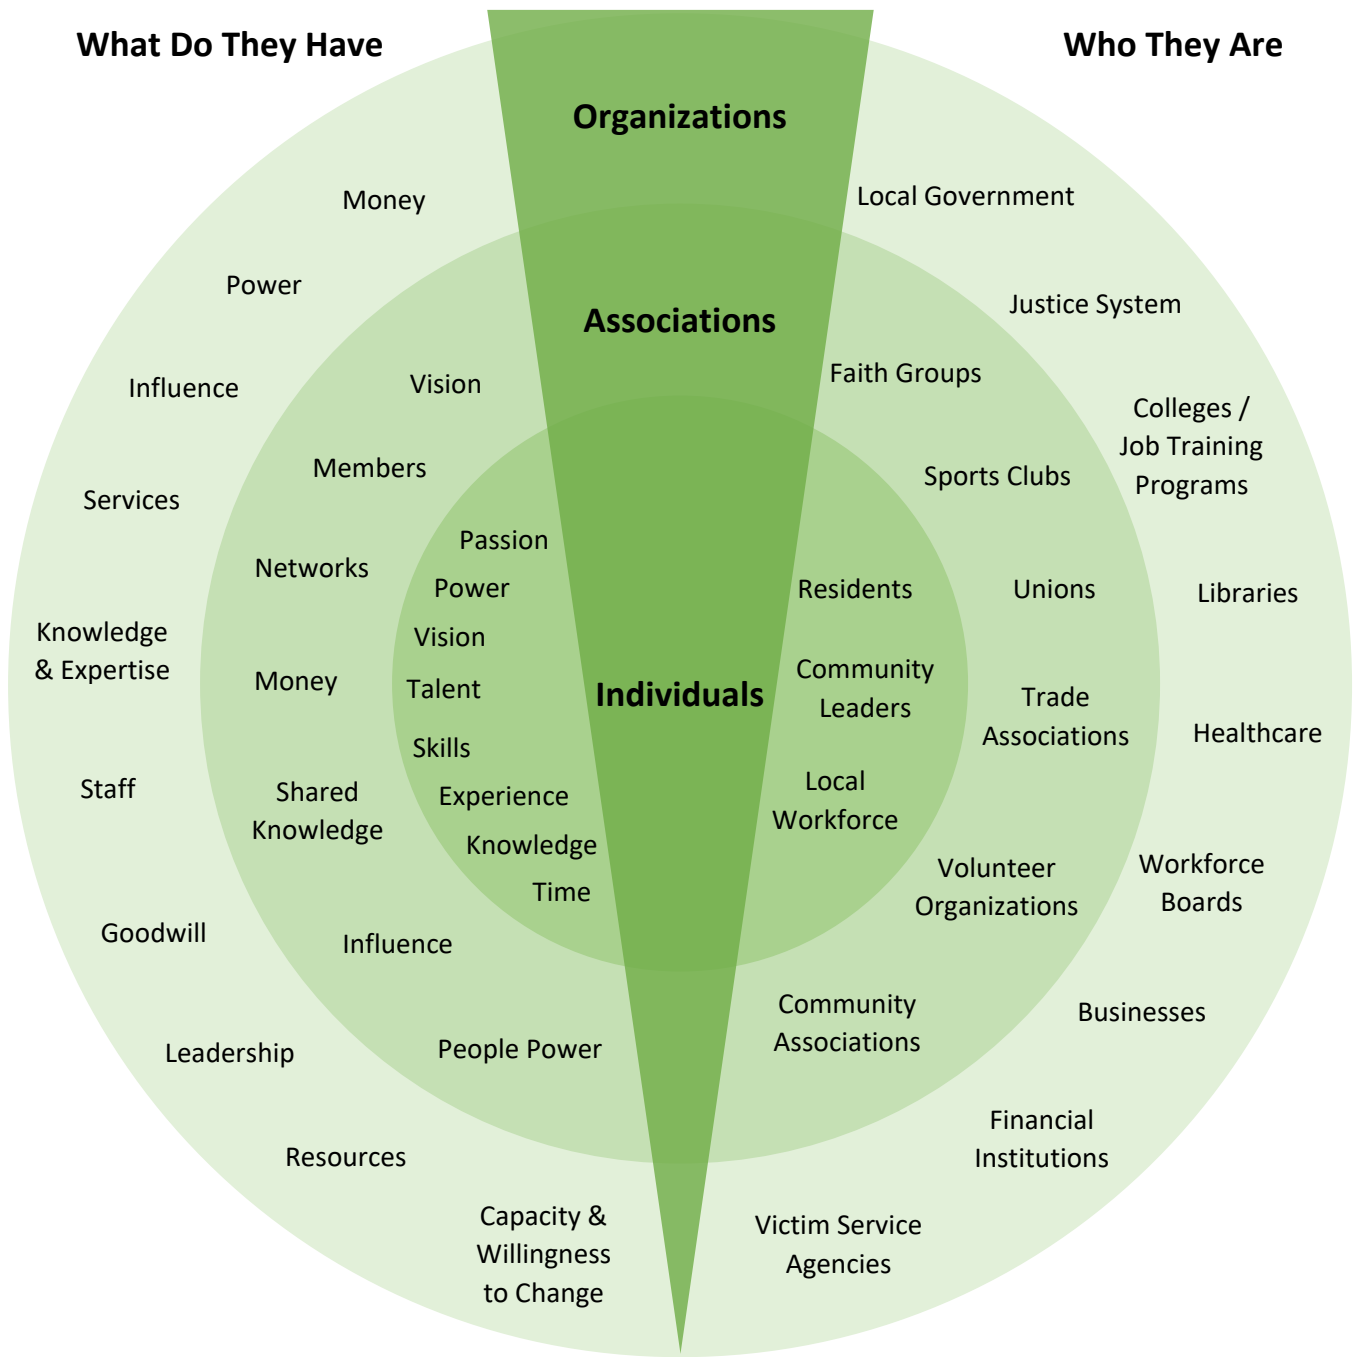 What Do They Have
Who They Are
Organizations
Associations
Individuals
Money
Power
Influence
Services
Knowledge
& Expertise
Staff
Goodwill
Leadership
Resources
Capacity &
Willingness
to Change
Vision
Members
Networks
Money
Shared
Knowledge
Influence
People Power
Passion
Power
Vision
Talent
Skills
Experience
Knowledge
Time
Residents
Community
Leaders
Local
Workforce
Faith Groups
Sports Clubs
Unions
Trade
Associations
Volunteer
Organizations
Community
Associations
Local Government
Justice System
Colleges /
Job Training
Programs
Libraries
Healthcare
Workforce
Boards
Businesses
Financial
Institutions
Victim Service
Agencies